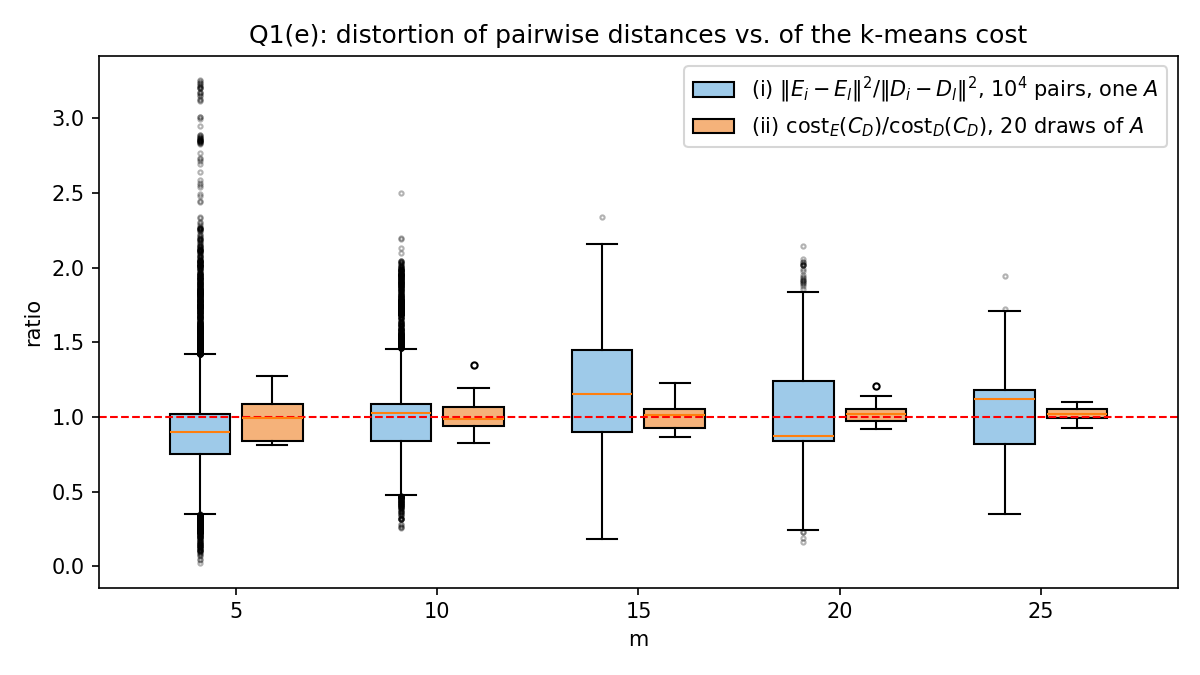 Q1(e): distortion of pairwise distances vs. of the k-means cost
(i) ‖E_i − E_l‖²/‖D_i − D_l‖², 10⁴ pairs, one A
(ii) cost_E(C_D)/cost_D(C_D), 20 draws of A
3.0
2.5
2.0
1.5
1.0
0.5
0.0
ratio
5
10
15
20
25
m